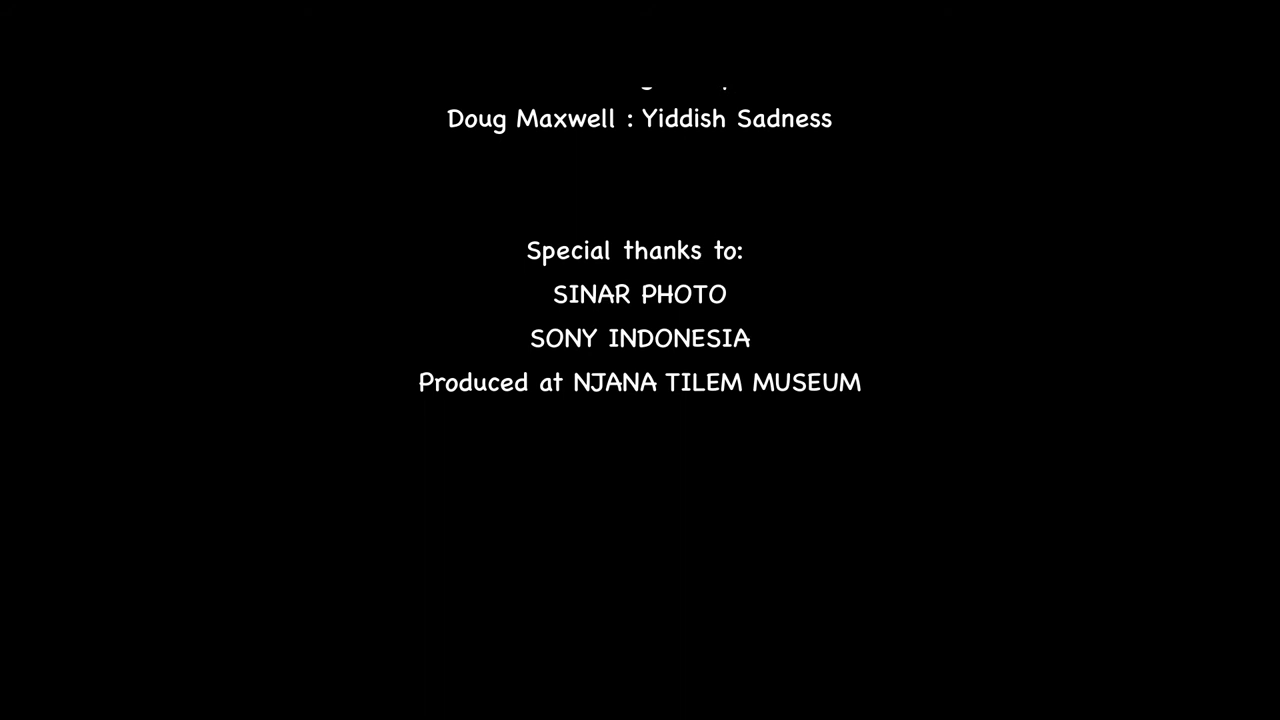 Doug Maxwell : Yiddish Sadness
Special thanks to:
SINAR PHOTO
SONY INDONESIA
Produced at NJANA TILEM MUSEUM